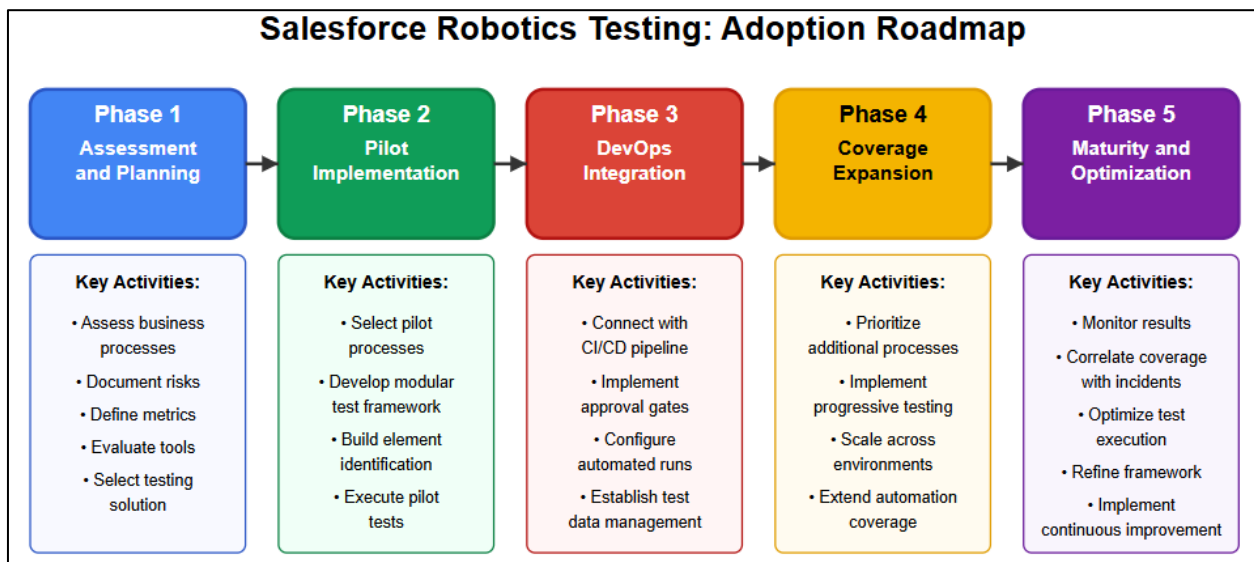 Salesforce Robotics Testing: Adoption Roadmap
Phase 1
Assessment
and Planning
Phase 2
Pilot
Implementation
Phase 3
DevOps
Integration
Phase 4
Coverage
Expansion
Phase 5
Maturity and
Optimization
Key Activities:
• Assess business
processes
• Document risks
• Define metrics
• Evaluate tools
• Select testing
solution
Key Activities:
• Select pilot
processes
• Develop modular
test framework
• Build element
identification
• Execute pilot
tests
Key Activities:
• Connect with
CI/CD pipeline
• Implement
approval gates
• Configure
automated runs
• Establish test
data management
Key Activities:
• Prioritize
additional processes
• Implement
progressive testing
• Scale across
environments
• Extend automation
coverage
Key Activities:
• Monitor results
• Correlate coverage
with incidents
• Optimize test
execution
• Refine framework
• Implement
continuous improvement